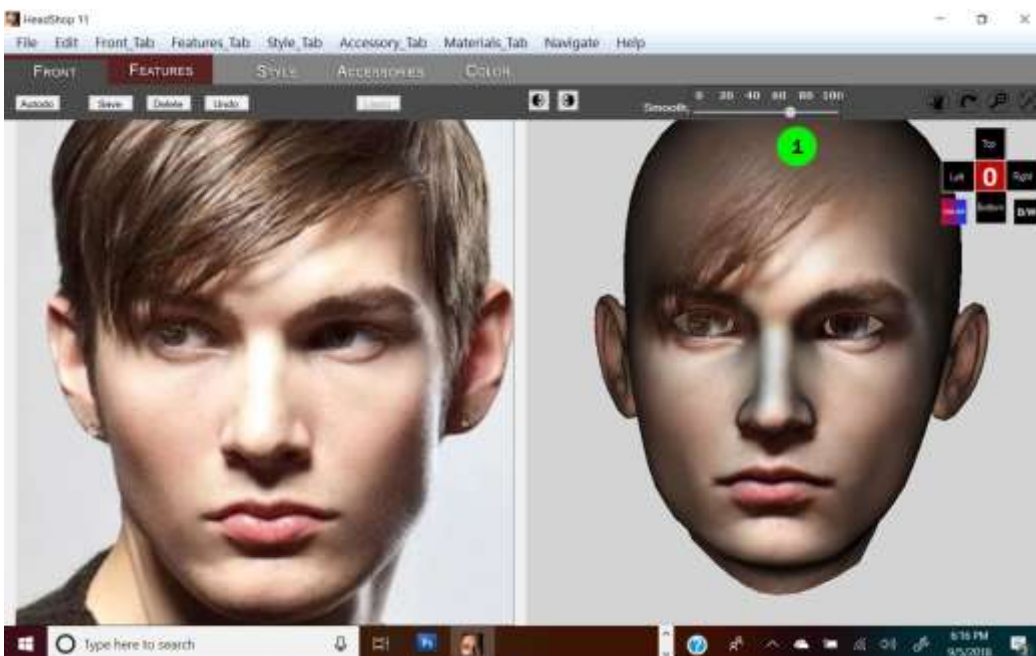 HeadShop 11
File Edit Front_Tab Features_Tab Style_Tab Accessory_Tab Materials_Tab Navigate Help
FRONT FEATURES STYLE ACCESSORIES COLOR
Autodo Save Delete Undo
Smooth 0 20 40 60 80 100
1
Top
Left 0 Right
Bottom B/W
Type here to search
6:16 PM
9/5/2018